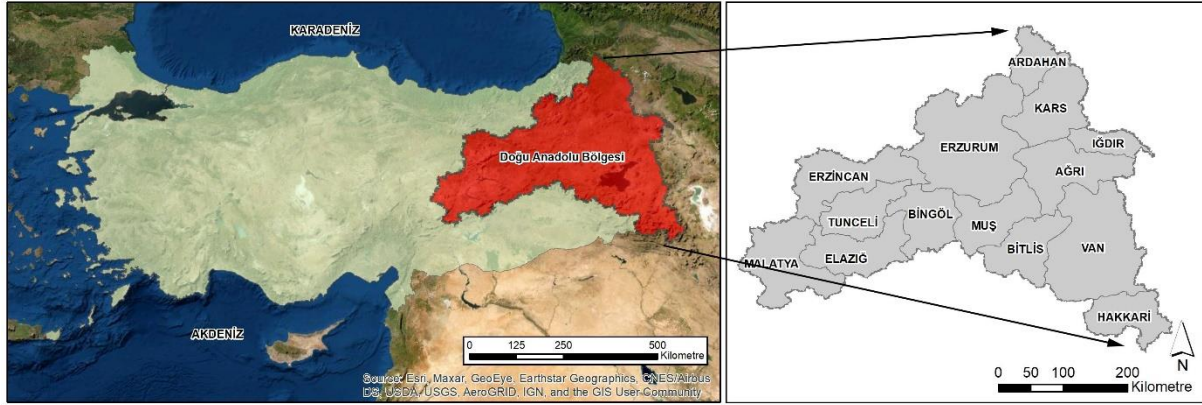 KARADENİZ
Doğu Anadolu Bölgesi
AKDENİZ
0 125 250 500
Kilometre
Source: Esri, Maxar, GeoEye, Earthstar Geographics, CNES/Airbus
DS, USDA, USGS, AeroGRID, IGN, and the GIS User Community
ARDAHAN
KARS
IĞDIR
ERZURUM
AĞRI
ERZİNCAN
TUNCELİ
BİNGÖL
MUŞ
BİTLİS
VAN
MALATYA
ELAZIĞ
HAKKARİ
N
0 50 100 200
Kilometre